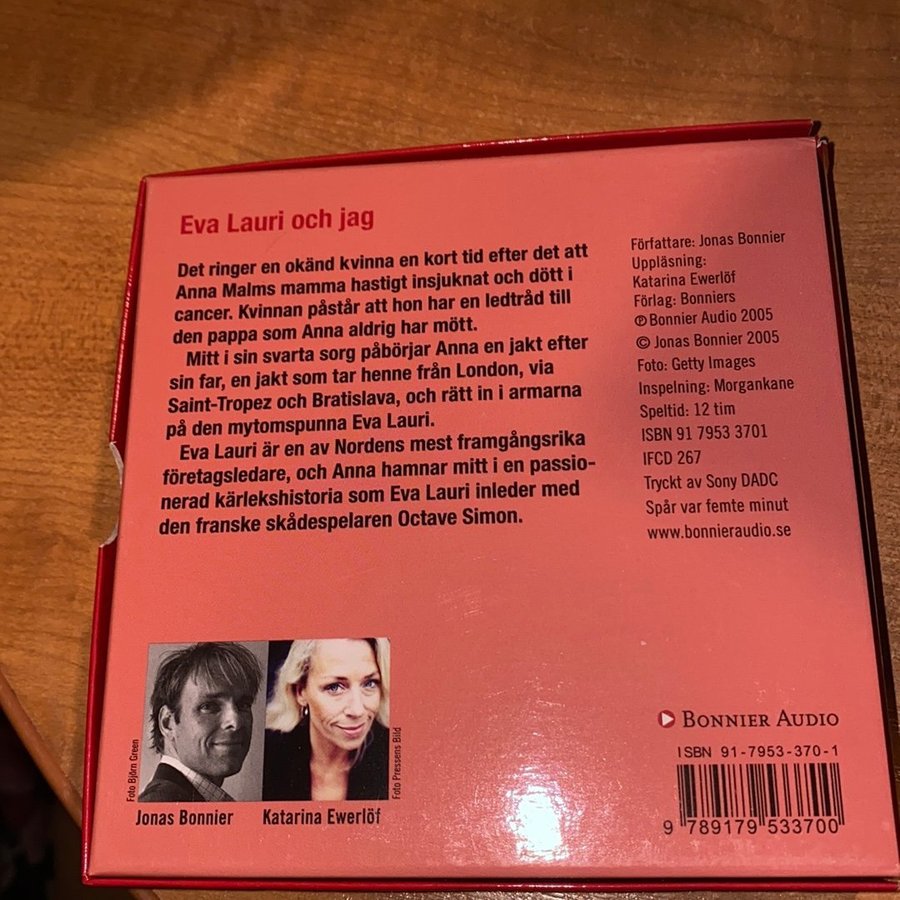 Eva Lauri och jag
Det ringer en okänd kvinna en kort tid efter det att
Anna Malms mamma hastigt insjuknat och dött i
cancer. Kvinnan påstår att hon har en ledtråd till
den pappa som Anna aldrig har mött.
Mitt i sin svarta sorg påbörjar Anna en jakt efter
sin far, en jakt som tar henne från London, via
Saint-Tropez och Bratislava, och rätt in i armarna
på den mytomspunna Eva Lauri.
Eva Lauri är en av Nordens mest framgångsrika
företagsledare, och Anna hamnar mitt i en passio-
nerad kärlekshistoria som Eva Lauri inleder med
den franske skådespelaren Octave Simon.
Författare: Jonas Bonnier
Uppläsning:
Katarina Ewerlöf
Förlag: Bonniers
℗ Bonnier Audio 2005
© Jonas Bonnier 2005
Foto: Getty Images
Inspelning: Morgankane
Speltid: 12 tim
ISBN 91 7953 3701
IFCD 267
Tryckt av Sony DADC
Spår var femte minut
www.bonnieraudio.se
Foto Björn Green
Foto Pressens Bild
Jonas Bonnier
Katarina Ewerlöf
BONNIER AUDIO
ISBN 91-7953-370-1
9 789179 533700